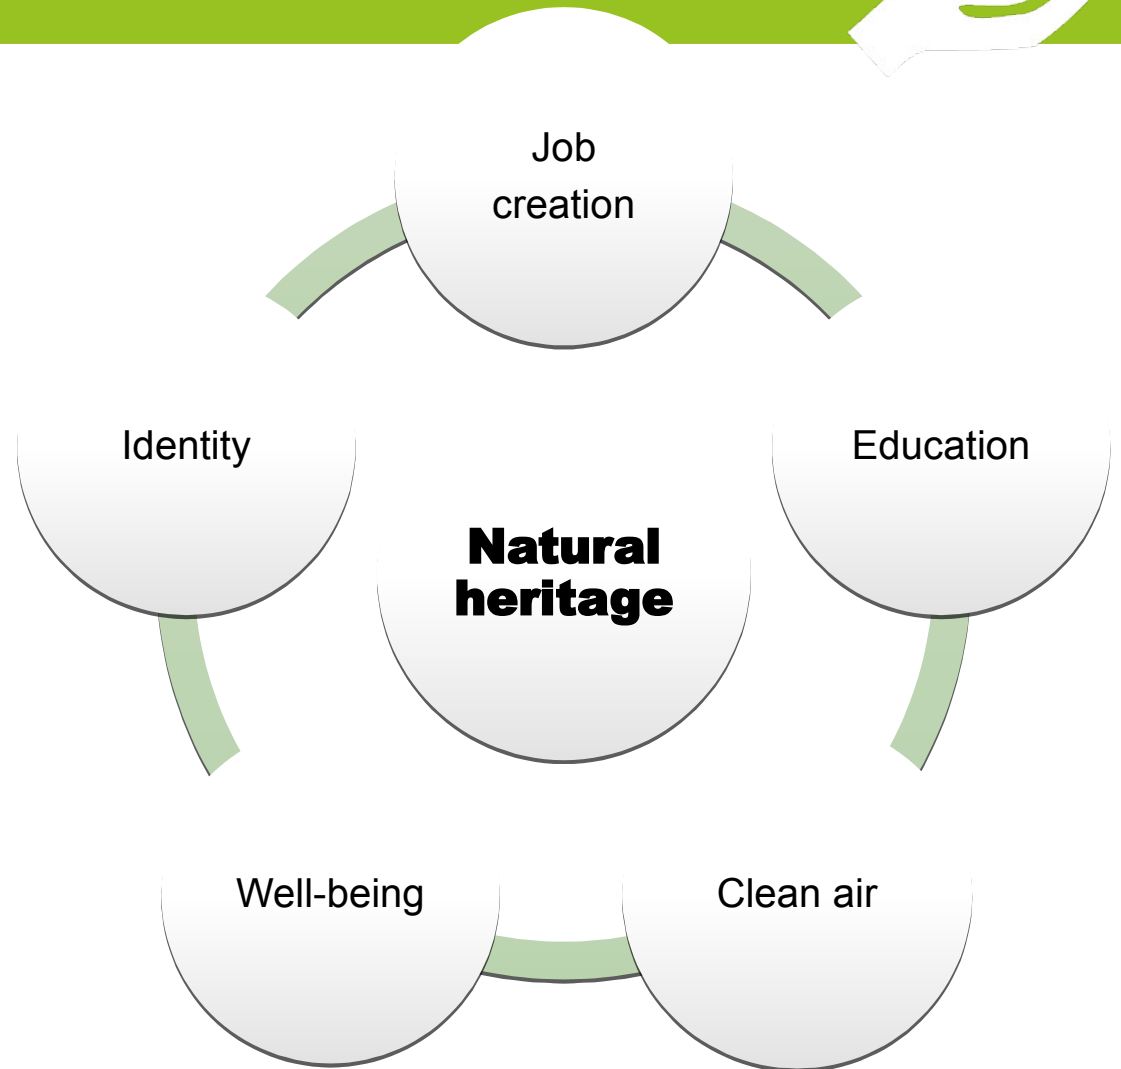 Job
creation
Identity
Education
Natural
heritage
Well-being
Clean air